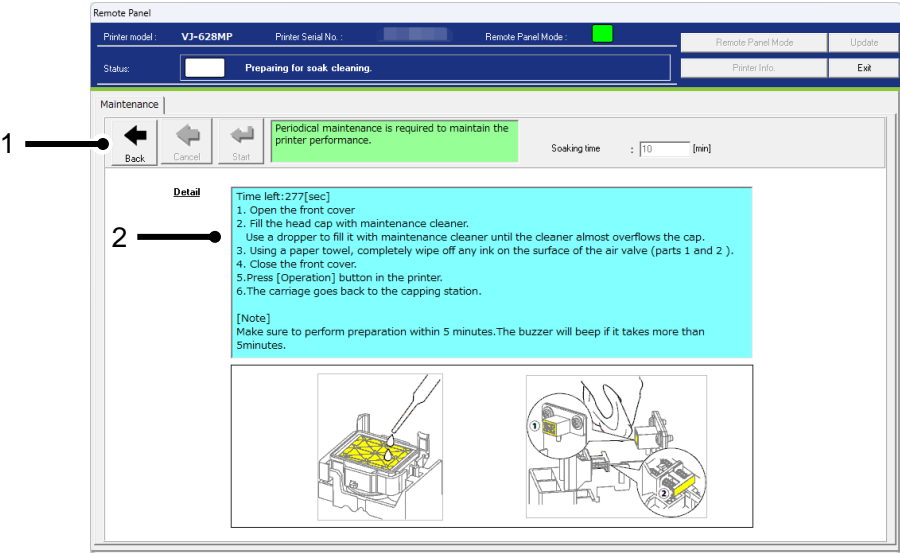 Remote Panel
Printer model : VJ-628MP Printer Serial No. : Remote Panel Mode :
Remote Panel Mode Update
Status: Preparing for soak cleaning.
Printer Info. Exit
Maintenance
1
Back Cancel Start
Periodical maintenance is required to maintain the
printer performance.
Soaking time : 10 [min]
Detail
2
Time left:277[sec]
1. Open the front cover
2. Fill the head cap with maintenance cleaner.
Use a dropper to fill it with maintenance cleaner until the cleaner almost overflows the cap.
3. Using a paper towel, completely wipe off any ink on the surface of the air valve (parts 1 and 2 ).
4. Close the front cover.
5.Press [Operation] button in the printer.
6.The carriage goes back to the capping station.
[Note]
Make sure to perform preparation within 5 minutes.The buzzer will beep if it takes more than
5minutes.
1
2